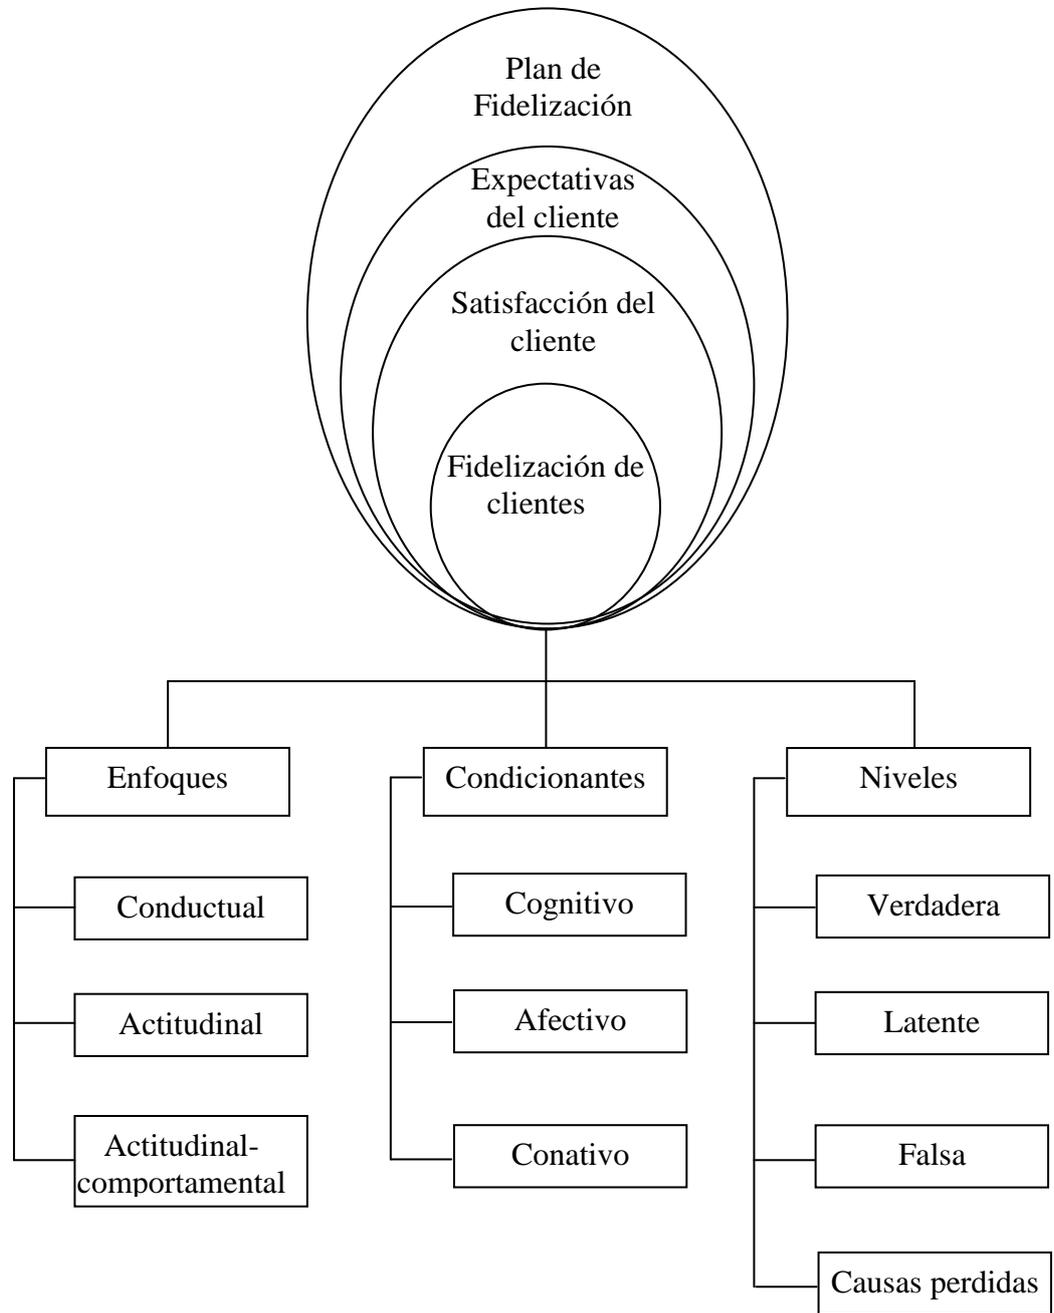 Plan de
Fidelización
Expectativas
del cliente
Satisfacción del
cliente
Fidelización de
clientes
Enfoques
Conductual
Actitudinal
Actitudinal-
comportamental
Condicionantes
Cognitivo
Afectivo
Conativo
Niveles
Verdadera
Latente
Falsa
Causas perdidas